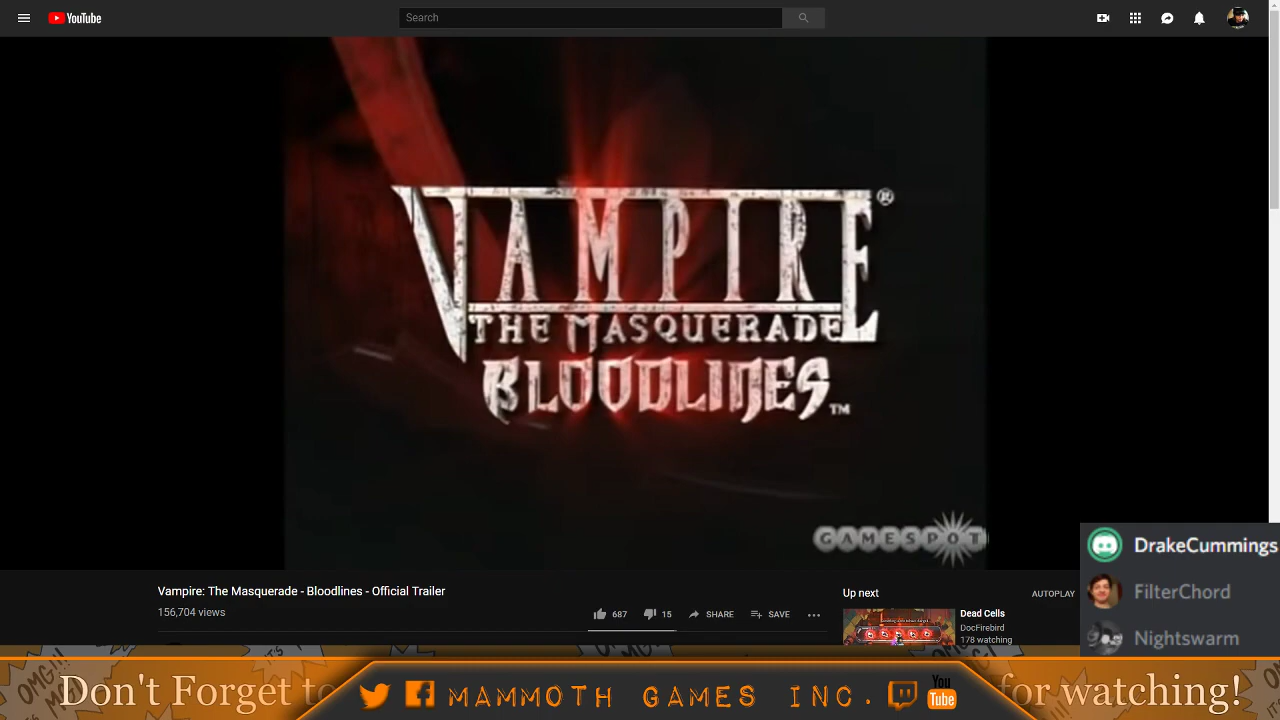 YouTube
Search
VAMPIRE®
THE MASQUERADE
BLOODLINES™
GAMESPOT
Vampire: The Masquerade - Bloodlines - Official Trailer
156,704 views
687
15
SHARE
SAVE
Up next
AUTOPLAY
Dead Cells
DocFirebird
178 watching
DrakeCummings
FilterChord
Nightswarm
Don't Forget to
MAMMOTH GAMES INC.
You
Tube
for watching!
OMG!!!